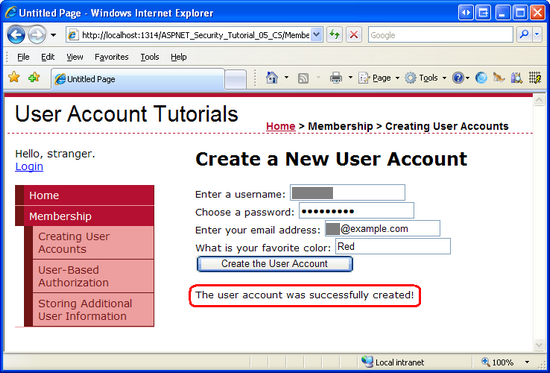 Untitled Page - Windows Internet Explorer
http://localhost:1314/ASPNET_Security_Tutorial_05_CS/Membe
Google
File Edit View Favorites Tools Help
Untitled Page
Page Tools
User Account Tutorials
Home > Membership > Creating User Accounts
Hello, stranger.
Login
Home
Membership
Creating User
Accounts
User-Based
Authorization
Storing Additional
User Information
Create a New User Account
Enter a username:
Choose a password: ●●●●●●●●●
Enter your email address: @example.com
What is your favorite color: Red
Create the User Account
The user account was successfully created!
Local intranet
100%